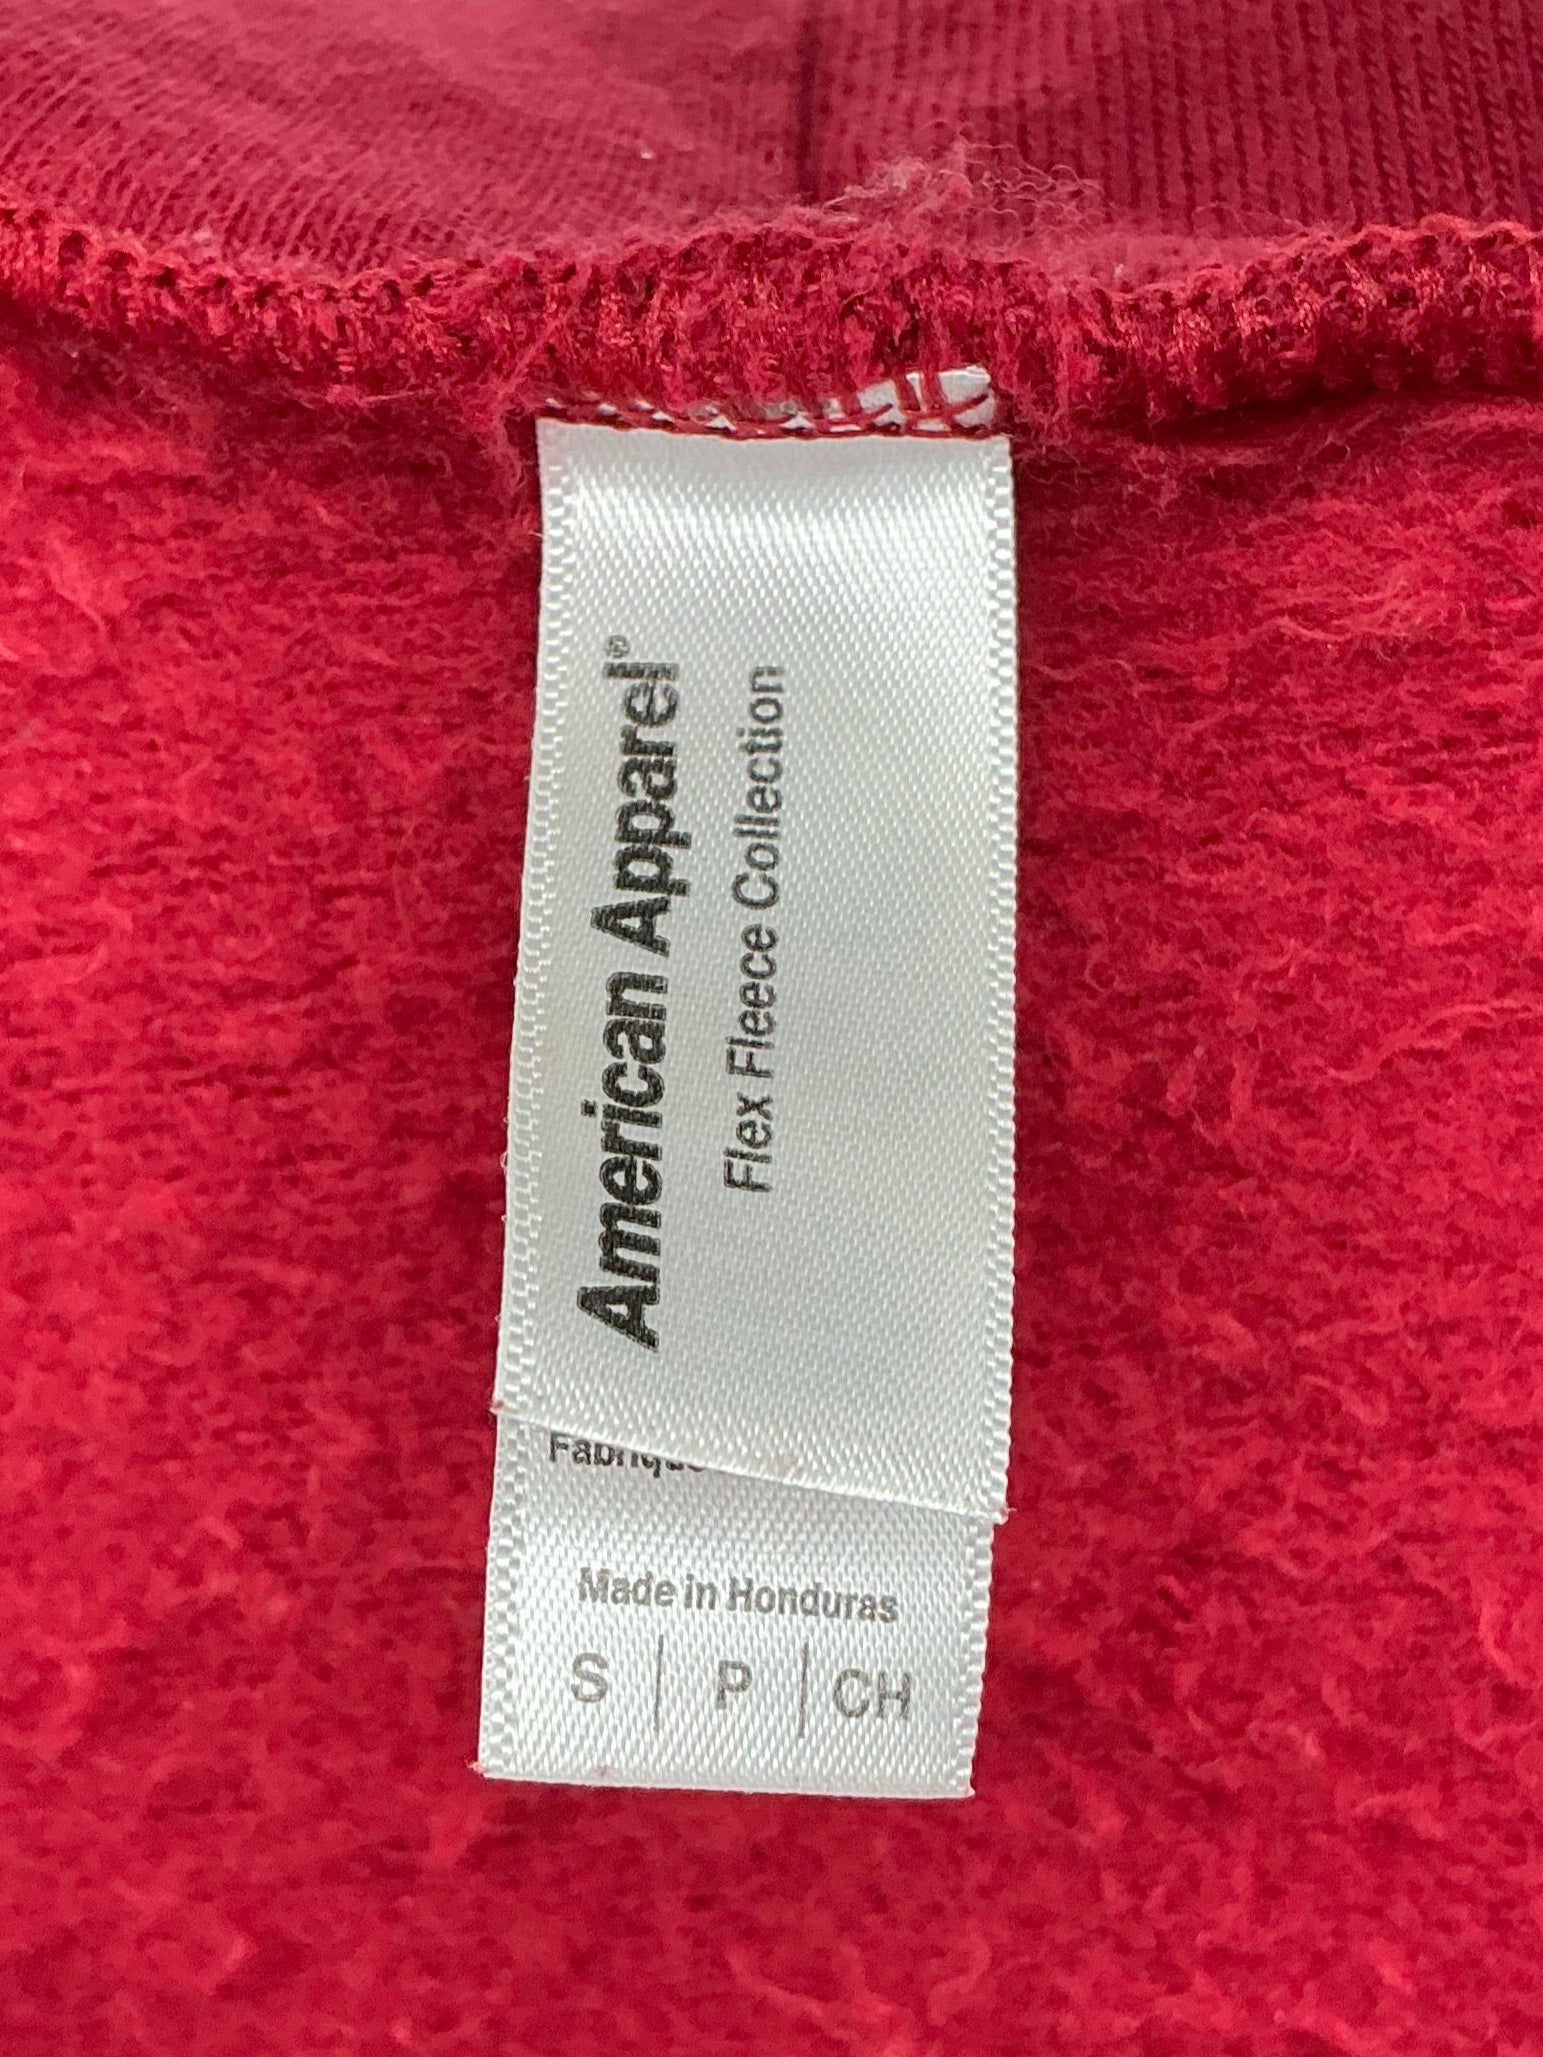 American Apparel®
Flex Fleece Collection
Made in Honduras
S | P | CH